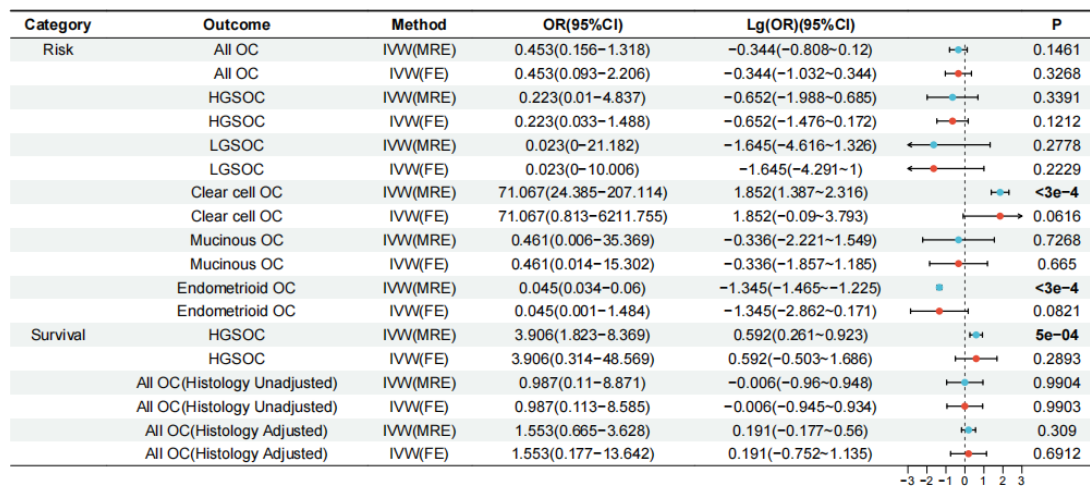 Category Outcome Method OR(95%CI) Lg(OR)(95%CI) P
Risk All OC IVW(MRE) 0.453(0.156−1.318) −0.344(−0.808~0.12) 0.1461
All OC IVW(FE) 0.453(0.093−2.206) −0.344(−1.032~0.344) 0.3268
HGSOC IVW(MRE) 0.223(0.01−4.837) −0.652(−1.988~0.685) 0.3391
HGSOC IVW(FE) 0.223(0.033−1.488) −0.652(−1.476~0.172) 0.1212
LGSOC IVW(MRE) 0.023(0−21.182) −1.645(−4.616~1.326) 0.2778
LGSOC IVW(FE) 0.023(0−10.006) −1.645(−4.291~1) 0.2229
Clear cell OC IVW(MRE) 71.067(24.385−207.114) 1.852(1.387~2.316) <3e−4
Clear cell OC IVW(FE) 71.067(0.813−6211.755) 1.852(−0.09~3.793) 0.0616
Mucinous OC IVW(MRE) 0.461(0.006−35.369) −0.336(−2.221~1.549) 0.7268
Mucinous OC IVW(FE) 0.461(0.014−15.302) −0.336(−1.857~1.185) 0.665
Endometrioid OC IVW(MRE) 0.045(0.034−0.06) −1.345(−1.465~−1.225) <3e−4
Endometrioid OC IVW(FE) 0.045(0.001−1.484) −1.345(−2.862~0.171) 0.0821
Survival HGSOC IVW(MRE) 3.906(1.823−8.369) 0.592(0.261~0.923) 5e−04
HGSOC IVW(FE) 3.906(0.314−48.569) 0.592(−0.503~1.686) 0.2893
All OC(Histology Unadjusted) IVW(MRE) 0.987(0.11−8.871) −0.006(−0.96~0.948) 0.9904
All OC(Histology Unadjusted) IVW(FE) 0.987(0.113−8.585) −0.006(−0.945~0.934) 0.9903
All OC(Histology Adjusted) IVW(MRE) 1.553(0.665−3.628) 0.191(−0.177~0.56) 0.309
All OC(Histology Adjusted) IVW(FE) 1.553(0.177−13.642) 0.191(−0.752~1.135) 0.6912
−3 −2 −1 0 1 2 3